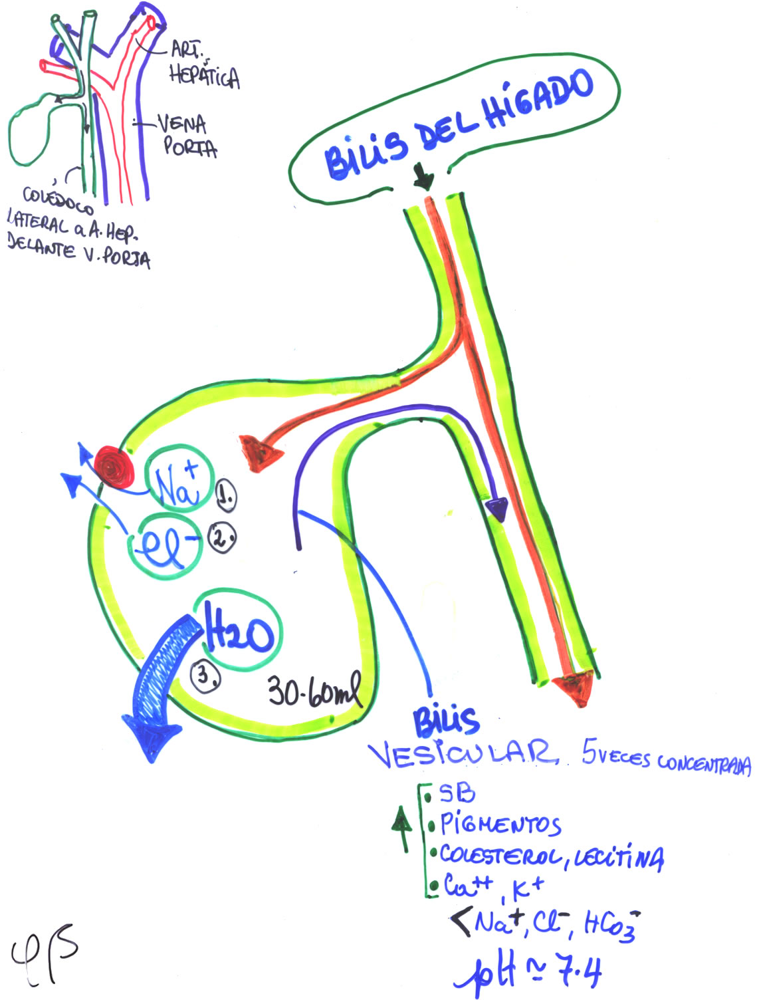 ART.
HEPÁTICA
VENA
PORTA
COLÉDOCO
LATERAL a A. HEP.
DELANTE V. PORTA
BILIS DEL HÍGADO
Na+
1.
Cl-
2.
H2O
3.
30-60ml
BILIS
VESICULAR, 5 VECES CONCENTRADA
• SB
• PIGMENTOS
• COLESTEROL, LECITINA
• Ca++, K+
< Na+, Cl-, HCO3-
pH ≃ 7.4